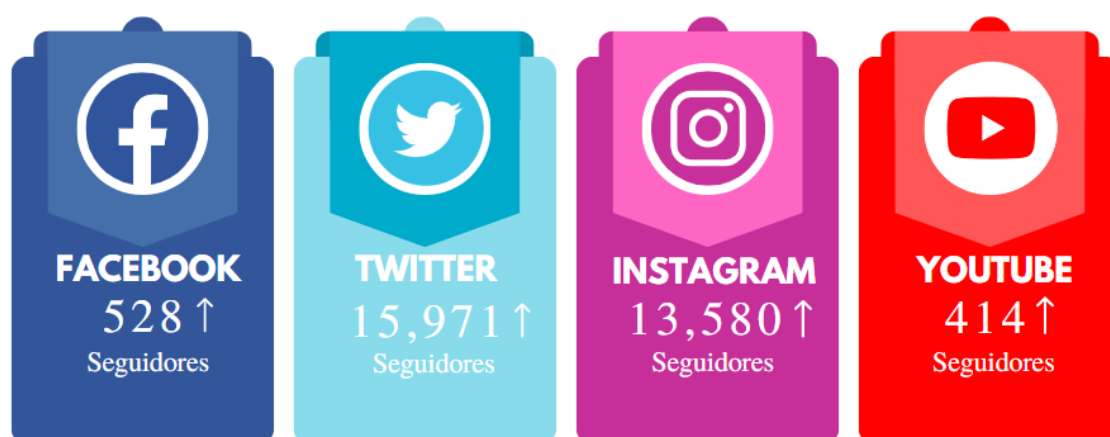 FACEBOOK
528↑
Seguidores
TWITTER
15,971↑
Seguidores
INSTAGRAM
13,580↑
Seguidores
YOUTUBE
414↑
Seguidores